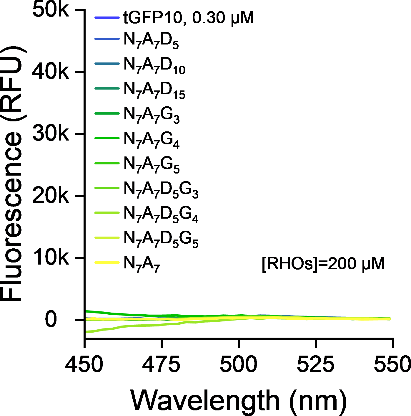 50k
40k
30k
20k
10k
0
Fluorescence (RFU)
tGFP10, 0.30 µM
N₇A₇D₅
N₇A₇D₁₀
N₇A₇D₁₅
N₇A₇G₃
N₇A₇G₄
N₇A₇G₅
N₇A₇D₅G₃
N₇A₇D₅G₄
N₇A₇D₅G₅
N₇A₇
[RHOs]=200 µM
450 475 500 525 550
Wavelength (nm)